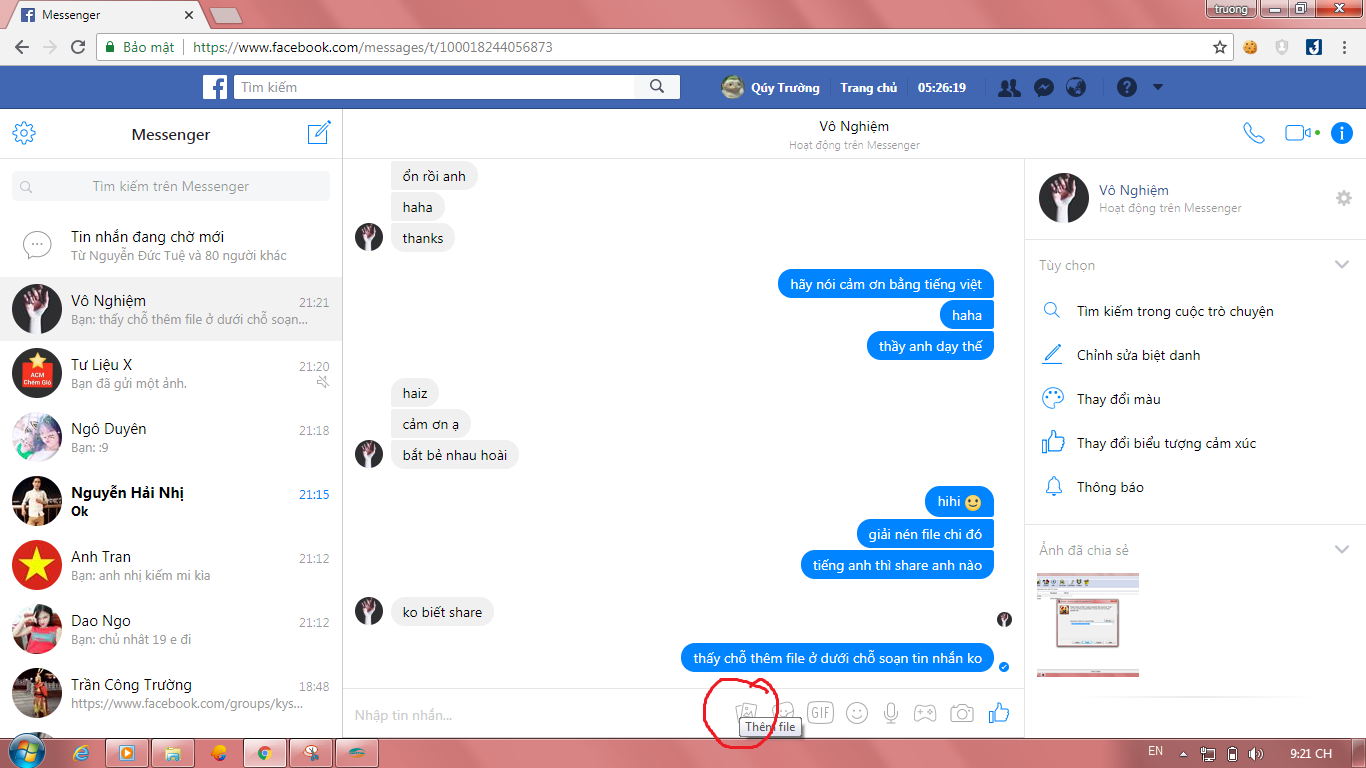 Messenger
truong
Bảo mật
https://www.facebook.com/messages/t/100018244056873
Tìm kiếm
Qúy Trường
Trang chủ
05:26:19
Messenger
Tìm kiếm trên Messenger
Tin nhắn đang chờ mới
Từ Nguyễn Đức Tuệ và 80 người khác
Vô Nghiệm
21:21
Bạn: thấy chỗ thêm file ở dưới chỗ soạn...
ACM
Chém Gió
Tư Liệu X
21:20
Bạn đã gửi một ảnh.
Ngô Duyên
21:18
Bạn: :9
Nguyễn Hải Nhị
21:15
Ok
Anh Tran
21:12
Bạn: anh nhị kiếm mi kìa
Dao Ngo
21:12
Bạn: chủ nhât 19 e đi
Trần Công Trường
18:48
https://www.facebook.com/groups/kys...
Vô Nghiệm
Hoạt động trên Messenger
ổn rồi anh
haha
thanks
hãy nói cảm ơn bằng tiếng việt
haha
thầy anh dạy thế
haiz
cảm ơn ạ
bắt bẻ nhau hoài
hihi
giải nén file chi đó
tiếng anh thì share anh nào
ko biết share
thấy chỗ thêm file ở dưới chỗ soạn tin nhắn ko
Nhập tin nhắn...
GIF
Thêm file
Vô Nghiệm
Hoạt động trên Messenger
Tùy chọn
Tìm kiếm trong cuộc trò chuyện
Chỉnh sửa biệt danh
Thay đổi màu
Thay đổi biểu tượng cảm xúc
Thông báo
Ảnh đã chia sẻ
EN
9:21 CH